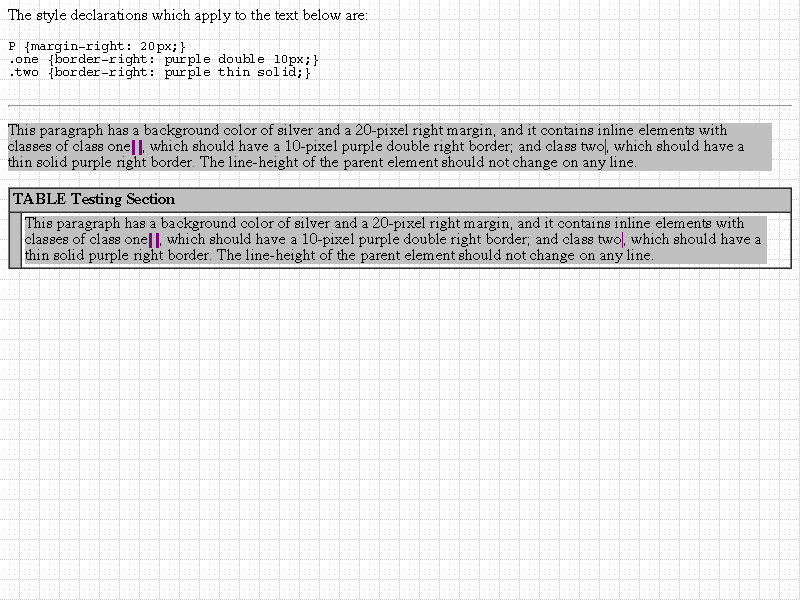 The style declarations which apply to the text below are:
P {margin-right: 20px;}
.one {border-right: purple double 10px;}
.two {border-right: purple thin solid;}
This paragraph has a background color of silver and a 20-pixel right margin, and it contains inline elements with
classes of class one, which should have a 10-pixel purple double right border; and class two, which should have a
thin solid purple right border. The line-height of the parent element should not change on any line.
TABLE Testing Section
This paragraph has a background color of silver and a 20-pixel right margin, and it contains inline elements with
classes of class one, which should have a 10-pixel purple double right border; and class two, which should have a
thin solid purple right border. The line-height of the parent element should not change on any line.